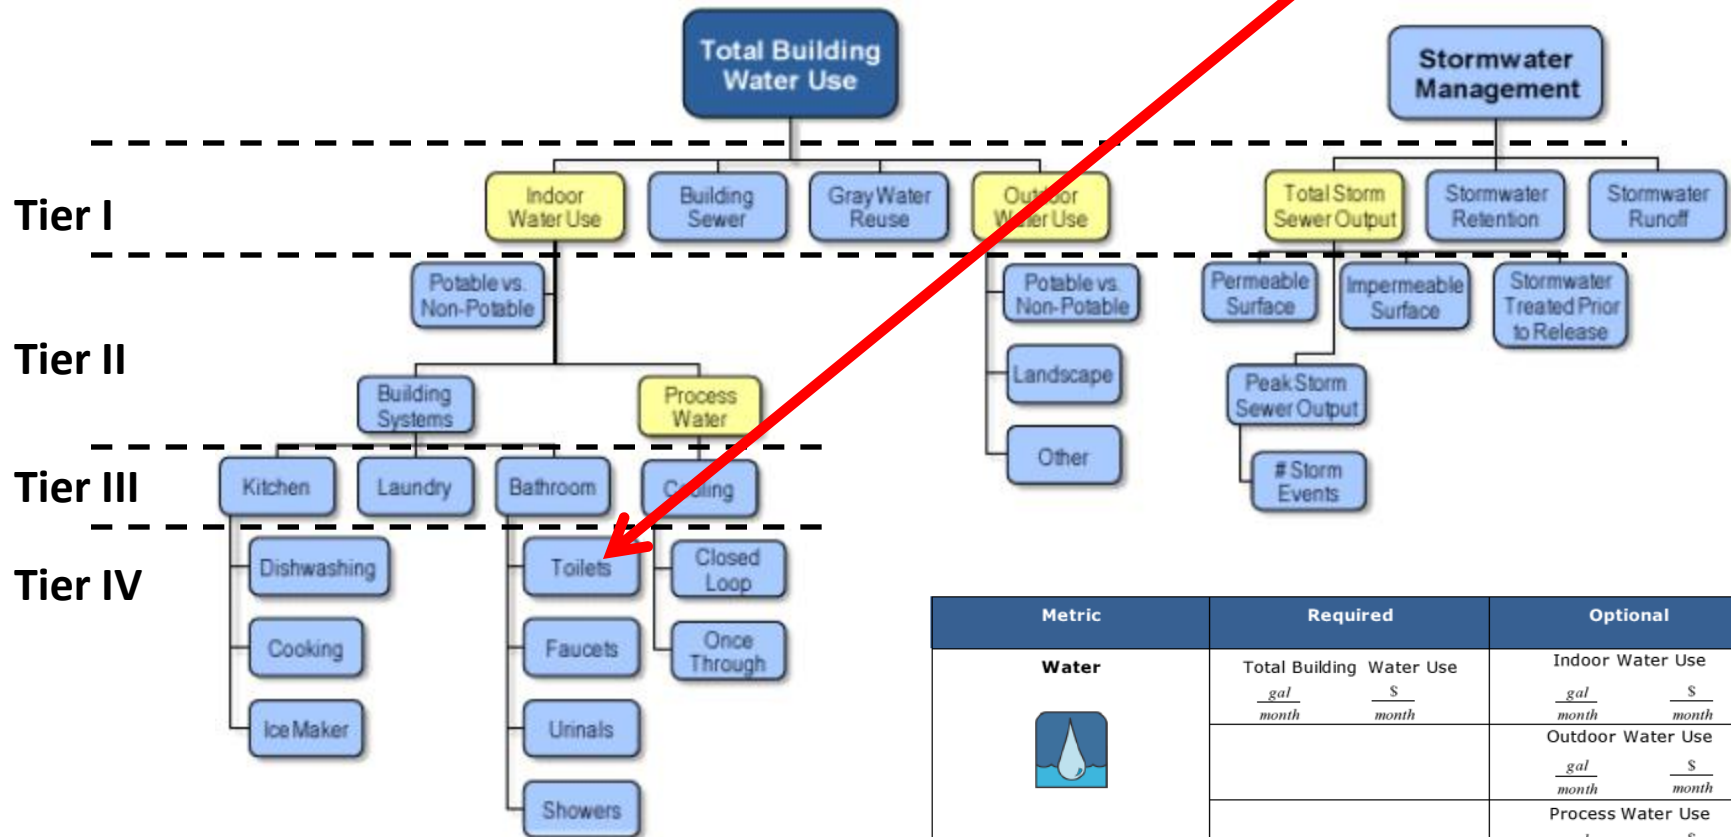 Total Building
Water Use
Stormwater
Management
Tier I
Indoor
Water Use
Building
Sewer
Gray Water
Reuse
Outdoor
Water Use
Total Storm
Sewer Output
Stormwater
Retention
Stormwater
Runoff
Tier II
Potable vs.
Non-Potable
Potable vs.
Non-Potable
Permeable
Surface
Impermeable
Surface
Stormwater
Treated Prior
to Release
Building
Systems
Process
Water
Landscape
Peak Storm
Sewer Output
Tier III
Kitchen
Laundry
Bathroom
Cooling
Other
# Storm
Events
Tier IV
Dishwashing
Toilets
Closed
Loop
Cooking
Faucets
Once
Through
Ice Maker
Urinals
Showers
Metric
Required
Optional
Water
Total Building Water Use
gal
month
$
month
Indoor Water Use
gal
month
$
month
Outdoor Water Use
gal
month
$
month
Process Water Use